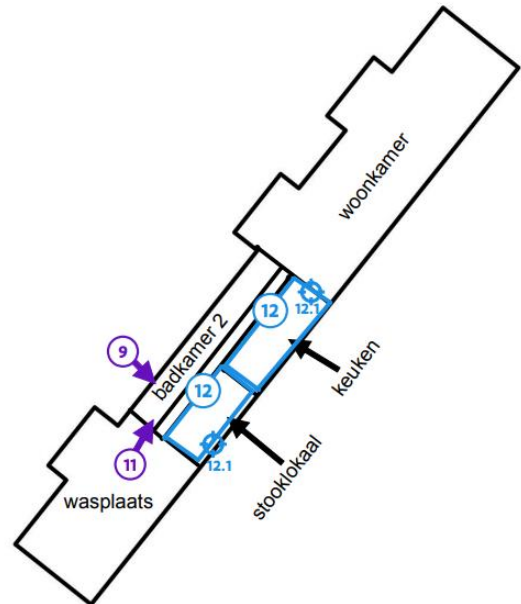 woonkamer
12
12.1
9
badkamer 2
keuken
12
11
12.1
stooklokaal
wasplaats